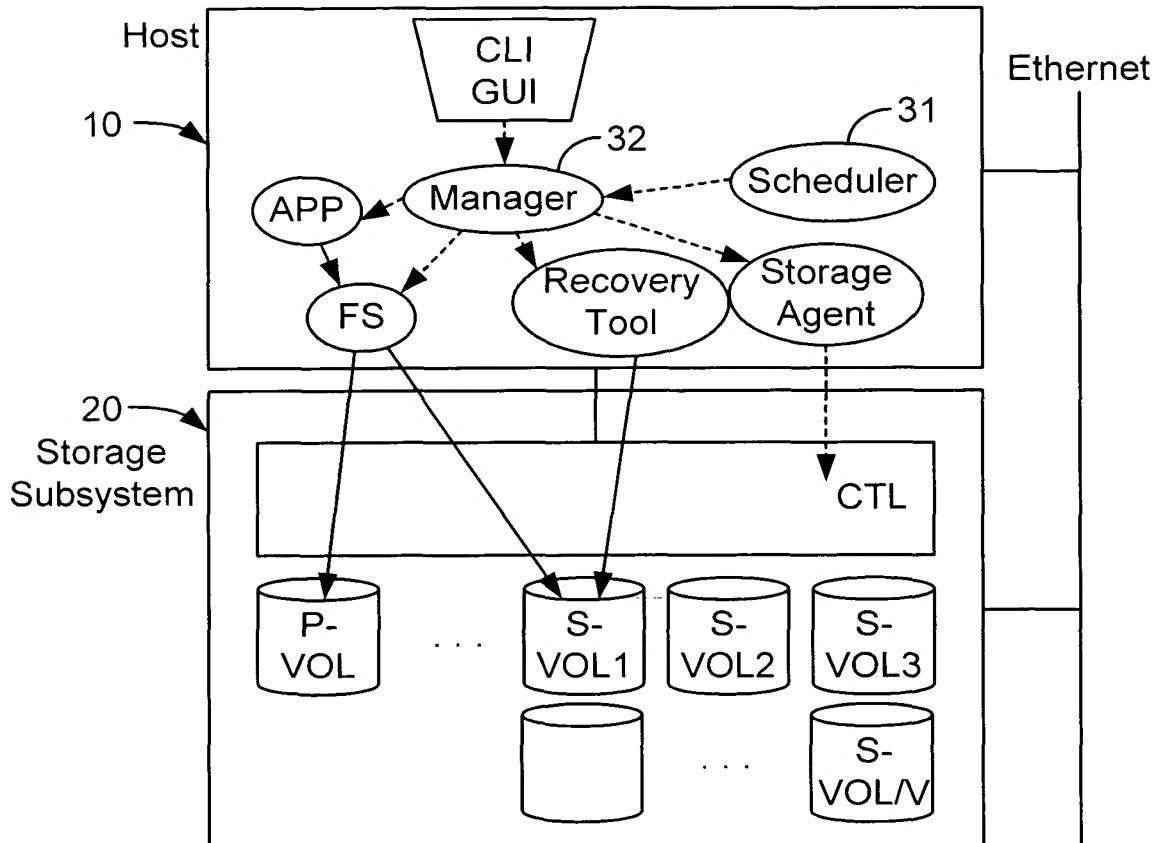 Host
CLI
GUI
Ethernet
10
32
31
APP
Manager
Scheduler
FS
Recovery
Tool
Storage
Agent
20
Storage
Subsystem
CTL
P-
VOL
. . .
S-
VOL1
S-
VOL2
S-
VOL3
. . .
S-
VOL/V